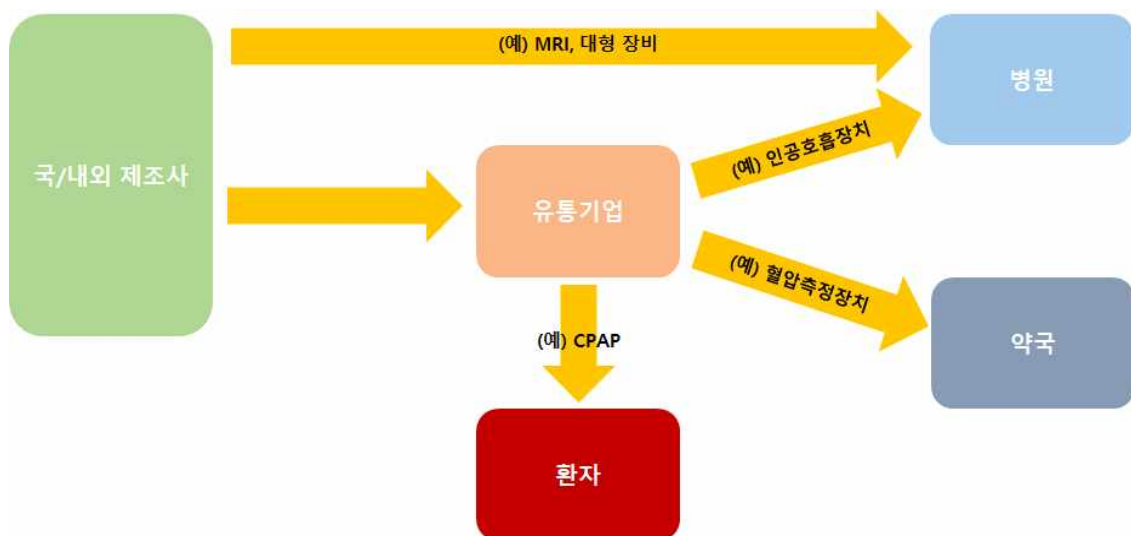 (예) MRI, 대형 장비
병원
국/내외 제조사
(예) 인공호흡장치
유통기업
(예) 혈압측정장치
약국
(예) CPAP
환자